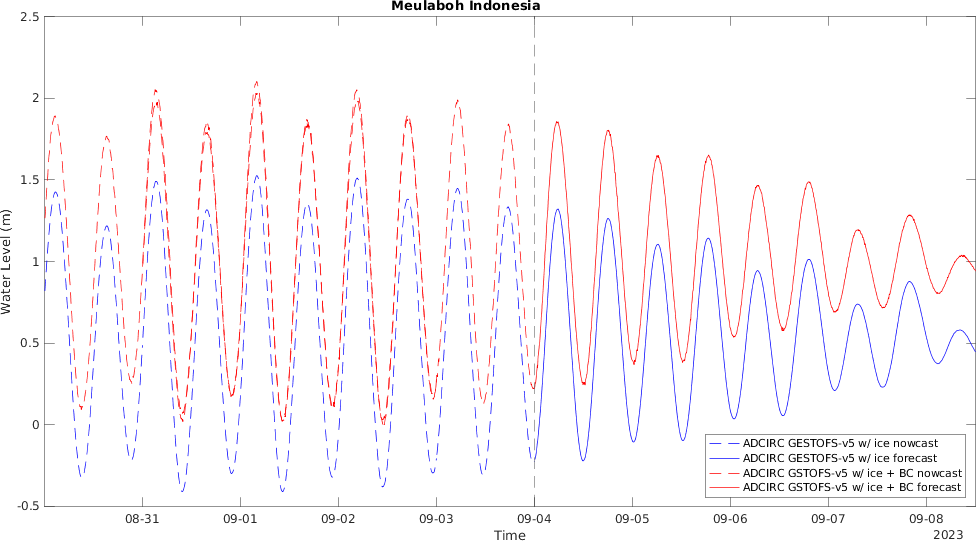 Meulaboh Indonesia
2.5
2
1.5
1
0.5
0
-0.5
Water Level (m)
08-31
09-01
09-02
09-03
09-04
09-05
09-06
09-07
09-08
Time
2023
ADCIRC GESTOFS-v5 w/ ice nowcast
ADCIRC GESTOFS-v5 w/ ice forecast
ADCIRC GSTOFS-v5 w/ ice + BC nowcast
ADCIRC GSTOFS-v5 w/ ice + BC forecast